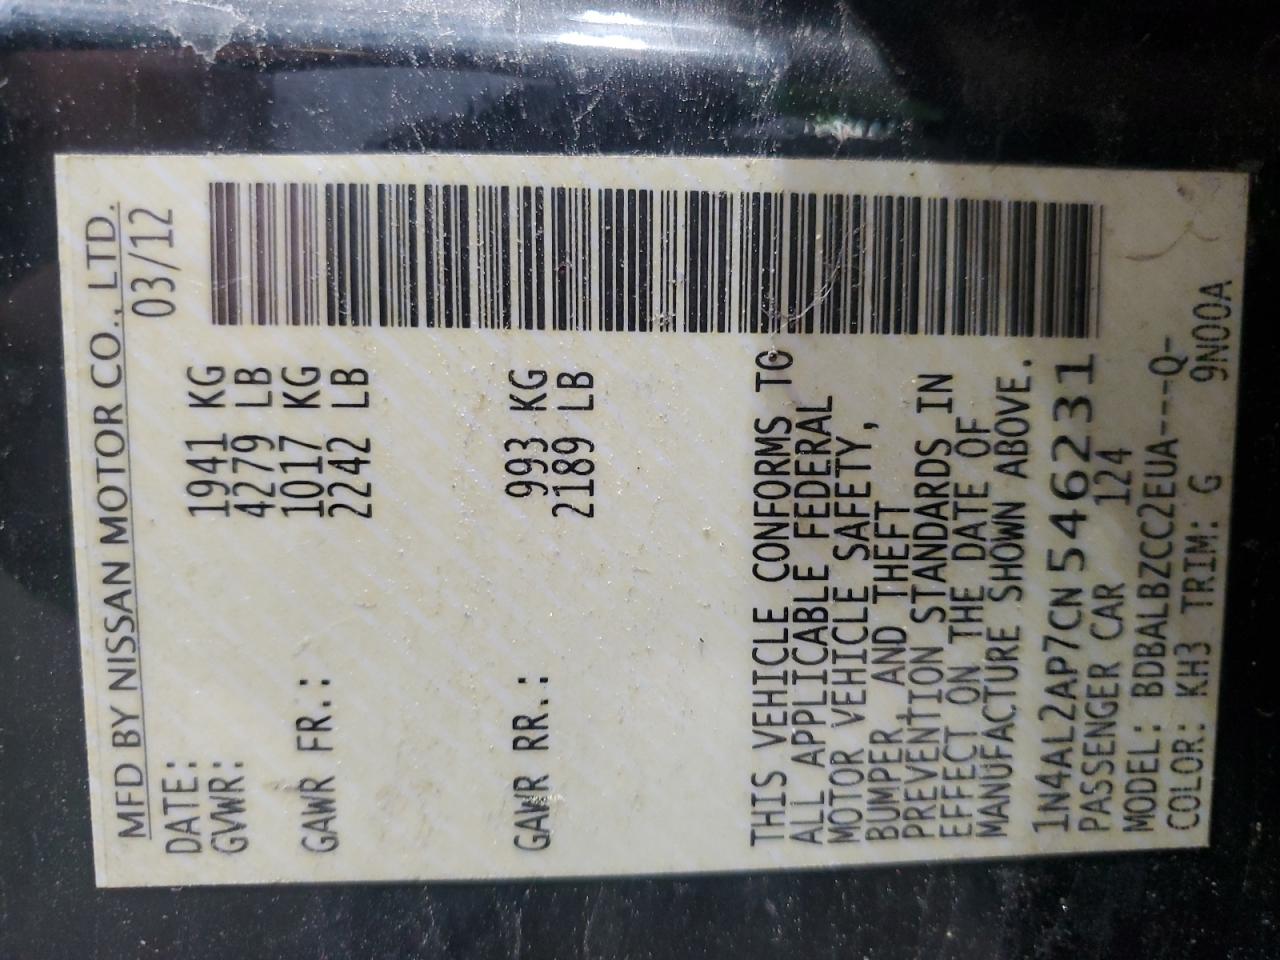 MFD BY NISSAN MOTOR CO., LTD.
DATE: 03/12
GVWR: 1941 KG
4279 LB
GAWR FR.: 1017 KG
2242 LB
GAWR RR.: 993 KG
2189 LB
THIS VEHICLE CONFORMS TO
ALL APPLICABLE FEDERAL
MOTOR VEHICLE SAFETY,
BUMPER AND THEFT
PREVENTION STANDARDS IN
EFFECT ON THE DATE OF
MANUFACTURE SHOWN ABOVE.
1N4AL2AP7CN546231
PASSENGER CAR 124
MODEL: BDBALBZCC2EUA---Q-
COLOR: KH3 TRIM: G 9N00A